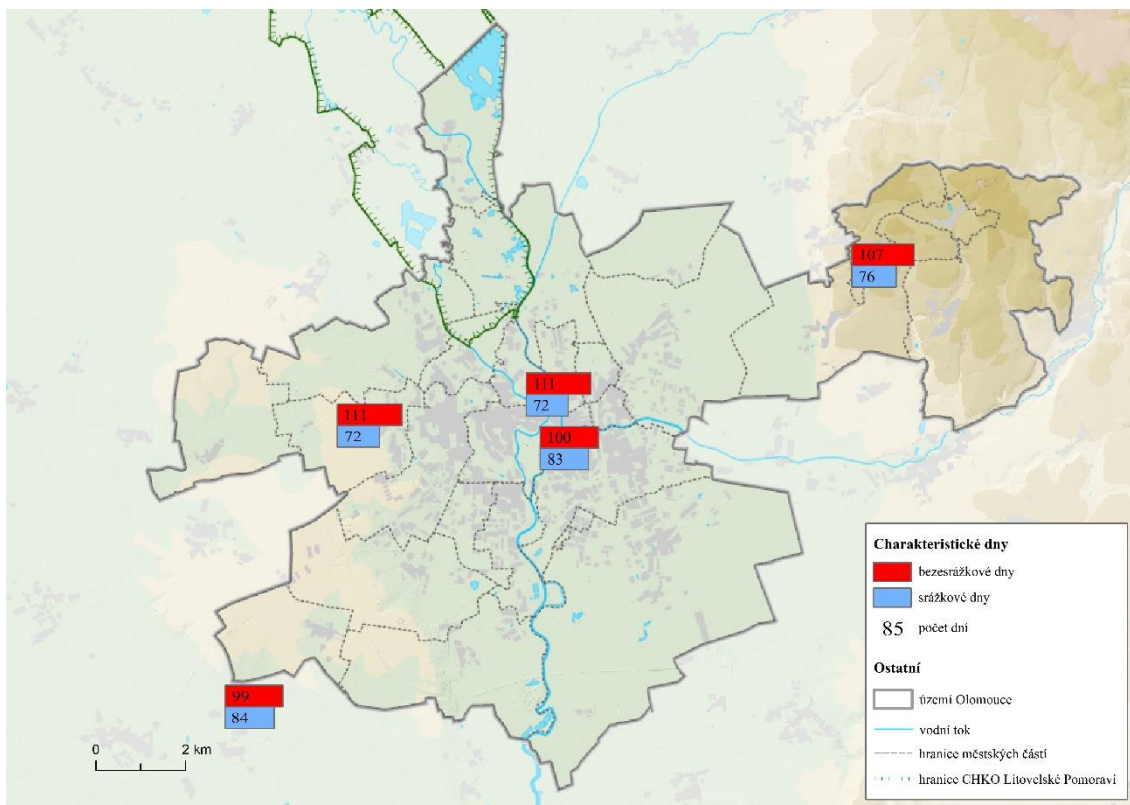 107
76
111
72
111
72
100
83
99
84
0 2 km
Charakteristické dny
bezesrážkové dny
srážkové dny
85 počet dní
Ostatní
území Olomouce
vodní tok
hranice městských částí
hranice CHKO Litovelské Pomoraví